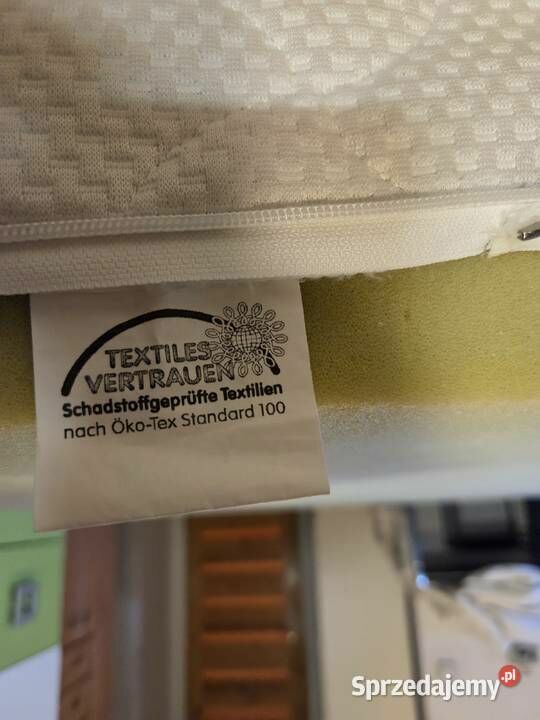 TEXTILES
VERTRAUEN
Schadstoffgeprüfte Textilien
nach Öko-Tex Standard 100
Sprzedajemy.pl